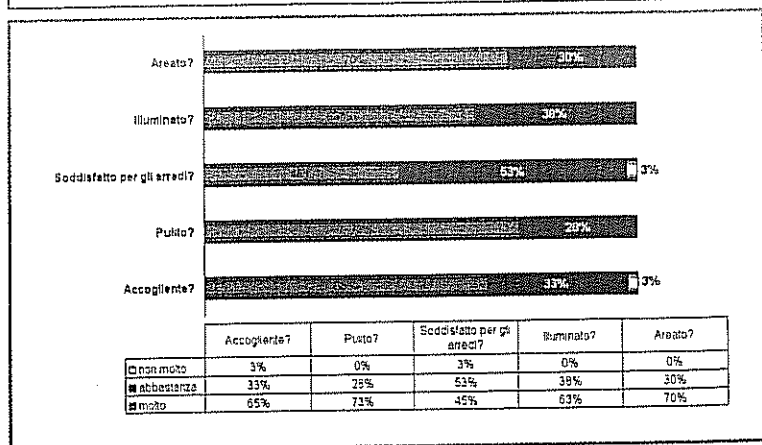 Areato?
30%
Illuminato?
38%
Soddisfatto per gli arredi?
53%
3%
Pulito?
28%
Accogliente?
33%
3%
Accogliente? Pulito? Soddisfatto per gli arredi? Illuminato? Areato?
non molto 3% 0% 3% 0% 0%
abbastanza 33% 28% 53% 38% 30%
molto 65% 73% 45% 63% 70%